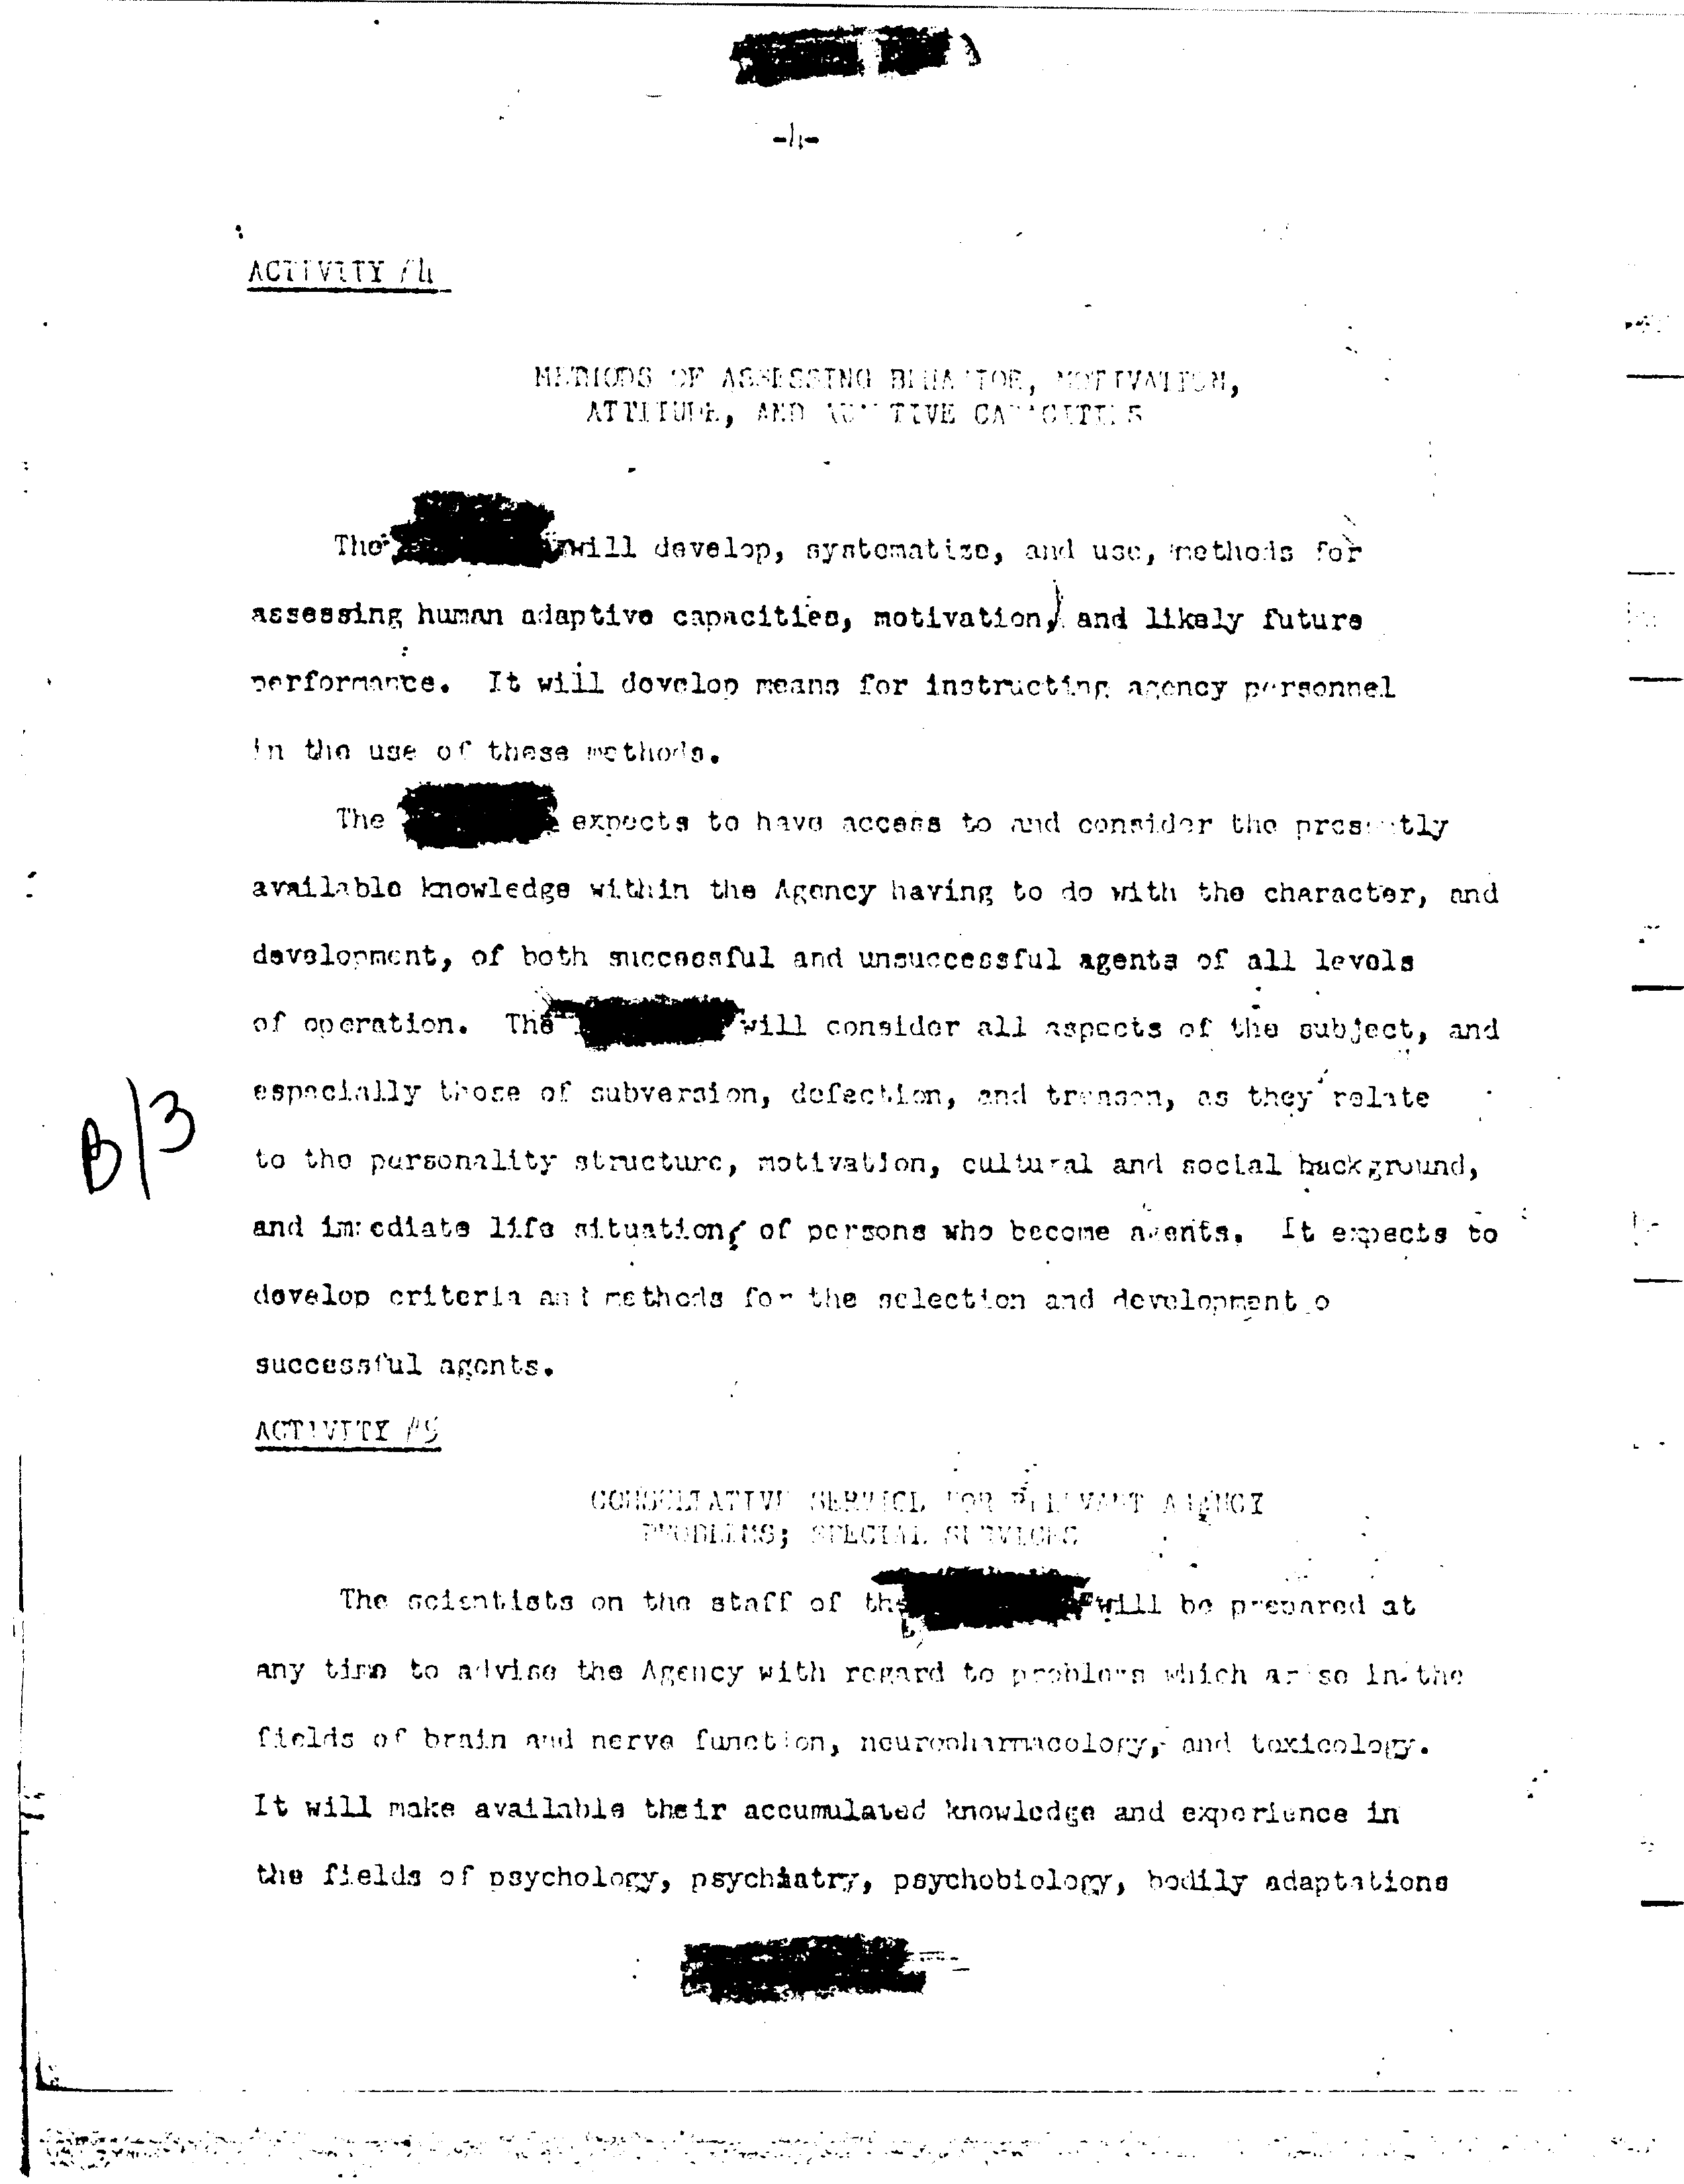 -4-
ACTIVITY #4
METHODS OF ASSESSING BEHAVIOR, MOTIVATION,
ATTITUDE, AND ADAPTIVE CAPACITIES
The will develop, systematize, and use, methods for
assessing human adaptive capacities, motivation, and likely future
performance. It will develop means for instructing agency personnel
in the use of these methods.
The expects to have access to and consider the presently
available knowledge within the Agency having to do with the character, and
development, of both successful and unsuccessful agents of all levels
of operation. The will consider all aspects of the subject, and
especially those of subversion, defection, and treason, as they relate
to the personality structure, motivation, cultural and social background,
and immediate life situation, of persons who become agents. It expects to
develop criteria and methods for the selection and development o
successful agents.
B/3
ACTIVITY #5
CONSULTATIVE SERVICE FOR RELEVANT AGENCY
PROBLEMS; SPECIAL SERVICES
The scientists on the staff of the will be prepared at
any time to advise the Agency with regard to problems which arise in the
fields of brain and nerve function, neuropharmacology, and toxicology.
It will make available their accumulated knowledge and experience in
the fields of psychology, psychiatry, psychobiology, bodily adaptations